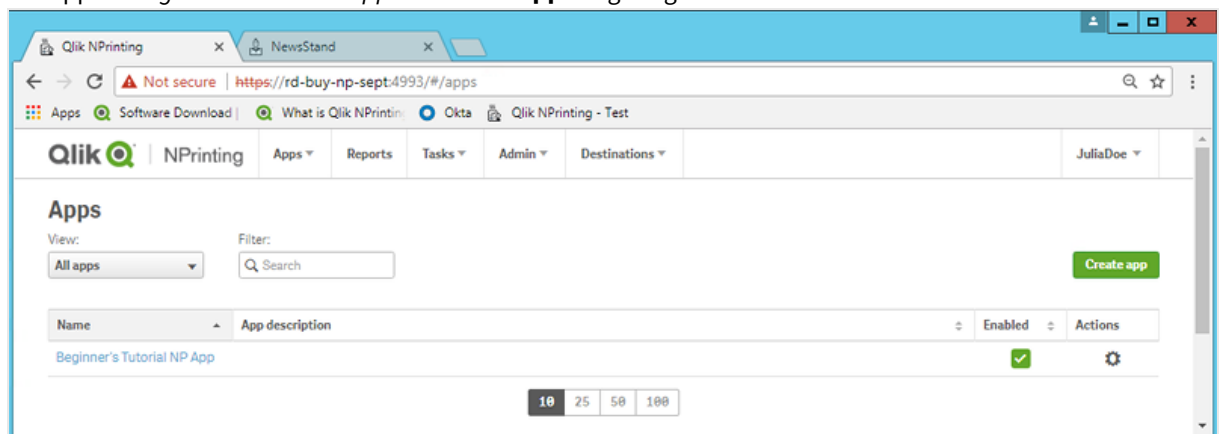 Qlik NPrinting
NewsStand
Not secure | https://rd-buy-np-sept:4993/#/apps
Apps Software Download | What is Qlik NPrintin Okta Qlik NPrinting - Test
Qlik NPrinting Apps Reports Tasks Admin Destinations JuliaDoe
Apps
View: Filter:
All apps Search Create app
Name App description Enabled Actions
Beginner's Tutorial NP App
10 25 50 100